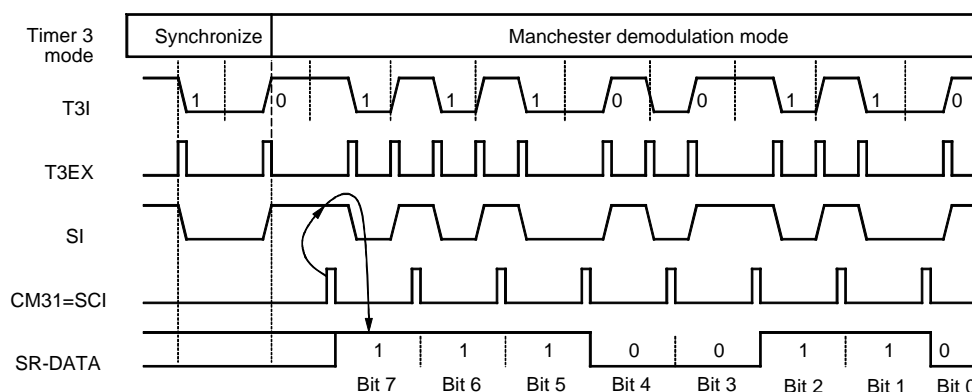 Timer 3
mode
Synchronize
Manchester demodulation mode
T3I
1 0 1 1 1 0 0 1 1 0
T3EX
SI
CM31=SCI
SR-DATA
1 1 1 0 0 1 1 0
Bit 7 Bit 6 Bit 5 Bit 4 Bit 3 Bit 2 Bit 1 Bit 0